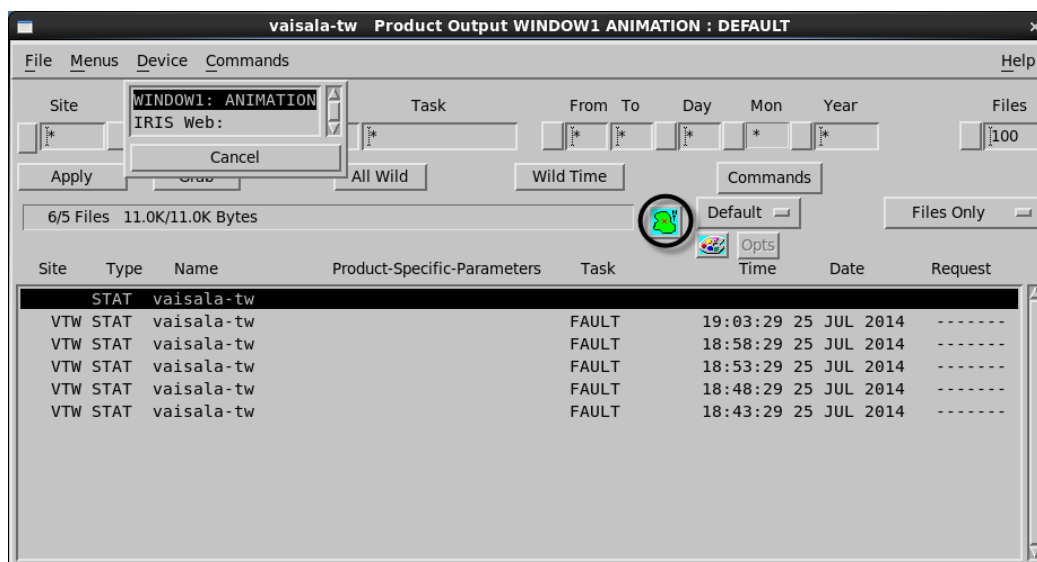 vaisala-tw Product Output WINDOW1 ANIMATION : DEFAULT
File Menus Device Commands Help
WINDOW1: ANIMATION
IRIS Web:
Cancel
Site Task From To Day Mon Year Files
* * * * * * * 100
Apply All Wild Wild Time Commands
6/5 Files 11.0K/11.0K Bytes Default Files Only
Opts
Site Type Name Product-Specific-Parameters Task Time Date Request
STAT vaisala-tw
VTW STAT vaisala-tw FAULT 19:03:29 25 JUL 2014 -------
VTW STAT vaisala-tw FAULT 18:58:29 25 JUL 2014 -------
VTW STAT vaisala-tw FAULT 18:53:29 25 JUL 2014 -------
VTW STAT vaisala-tw FAULT 18:48:29 25 JUL 2014 -------
VTW STAT vaisala-tw FAULT 18:43:29 25 JUL 2014 -------